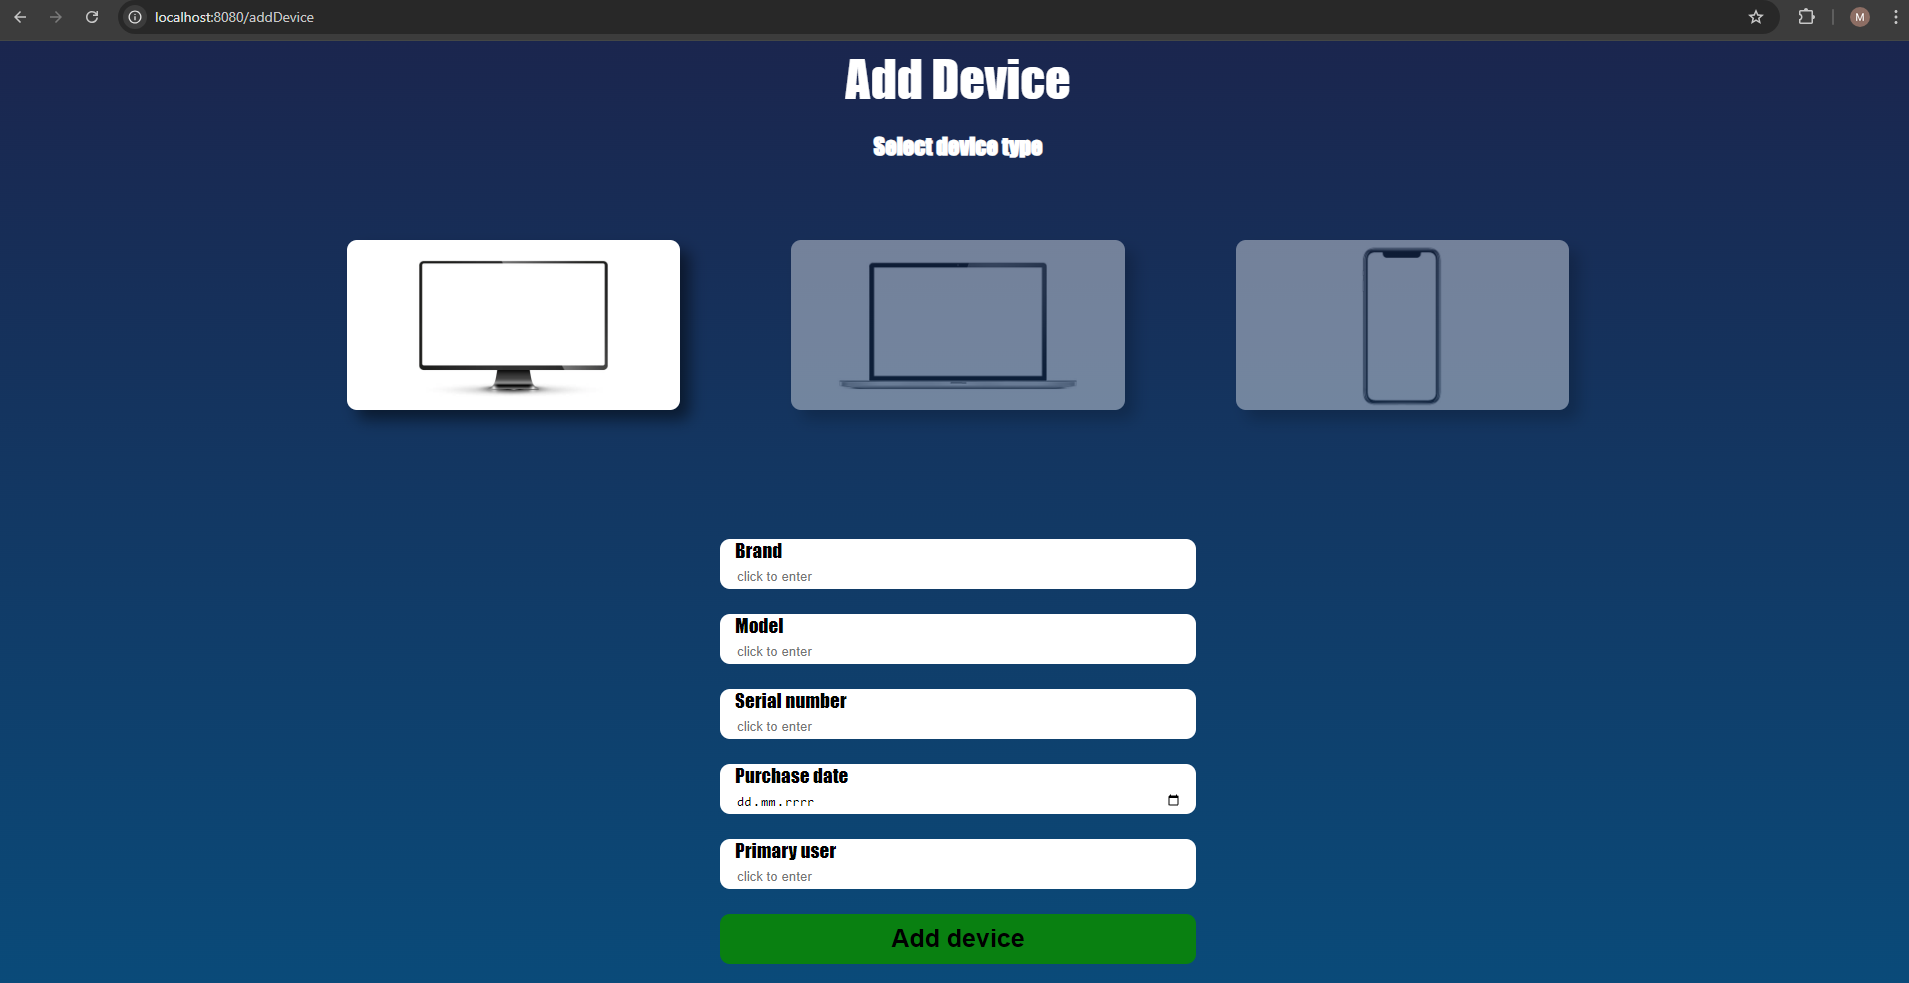 localhost:8080/addDevice
M
Add Device
Select device type
Brand
click to enter
Model
click to enter
Serial number
click to enter
Purchase date
dd.mm.rrrr
Primary user
click to enter
Add device